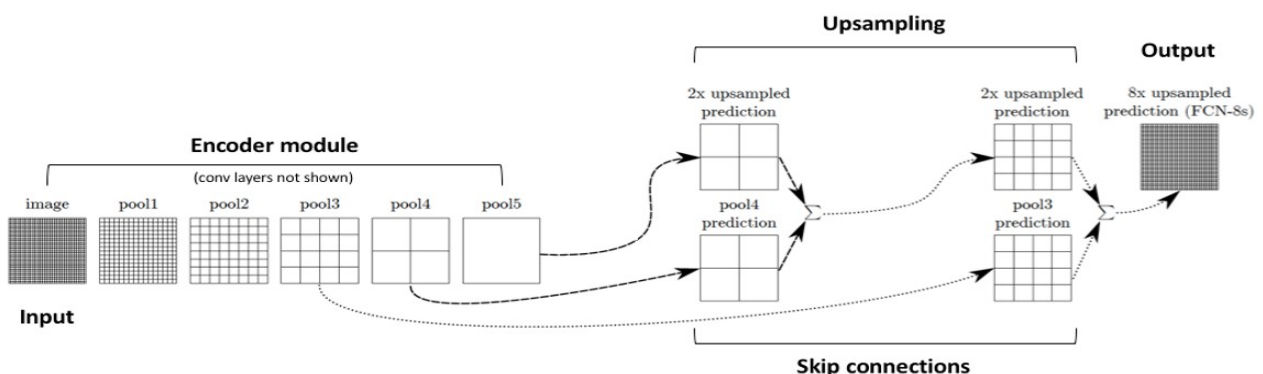 Upsampling
Output
2x upsampled
prediction
2x upsampled
prediction
8x upsampled
prediction (FCN-8s)
Encoder module
(conv layers not shown)
image
pool1
pool2
pool3
pool4
pool5
pool4
prediction
Σ
pool3
prediction
Σ
Input
Skip connections